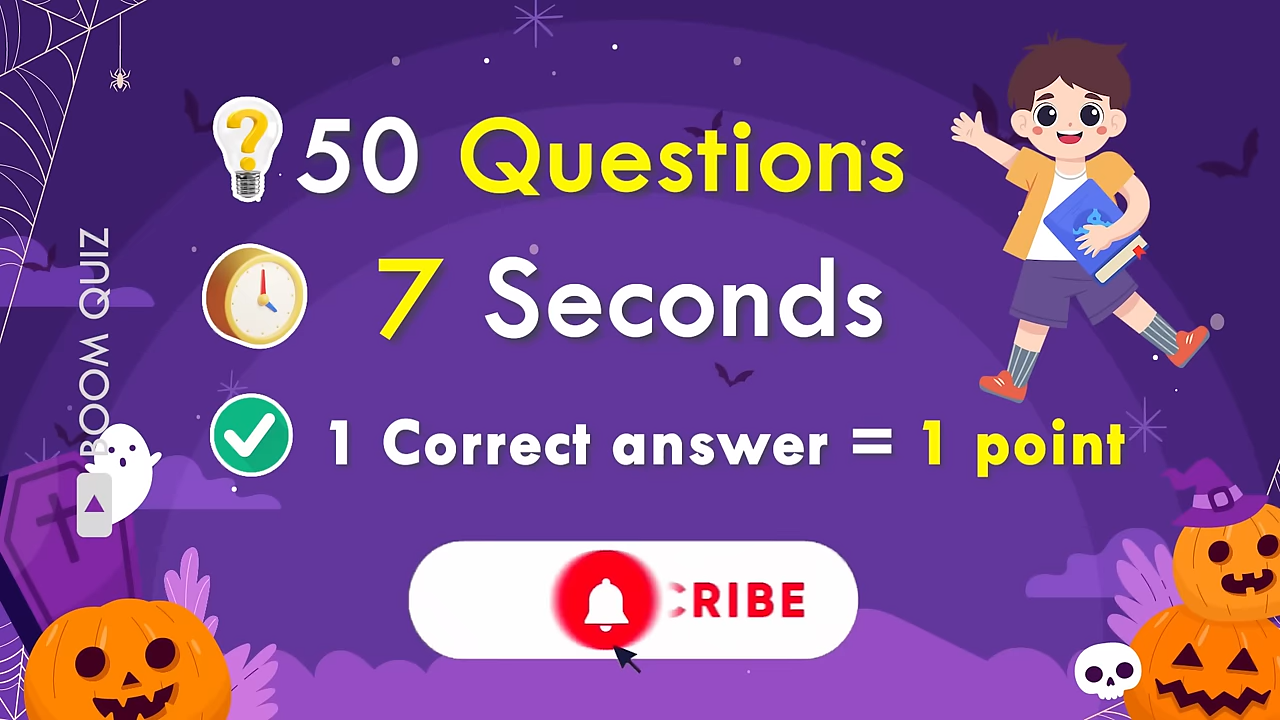 50 Questions
7 Seconds
1 Correct answer = 1 point
RIBE
BOOM QUIZ